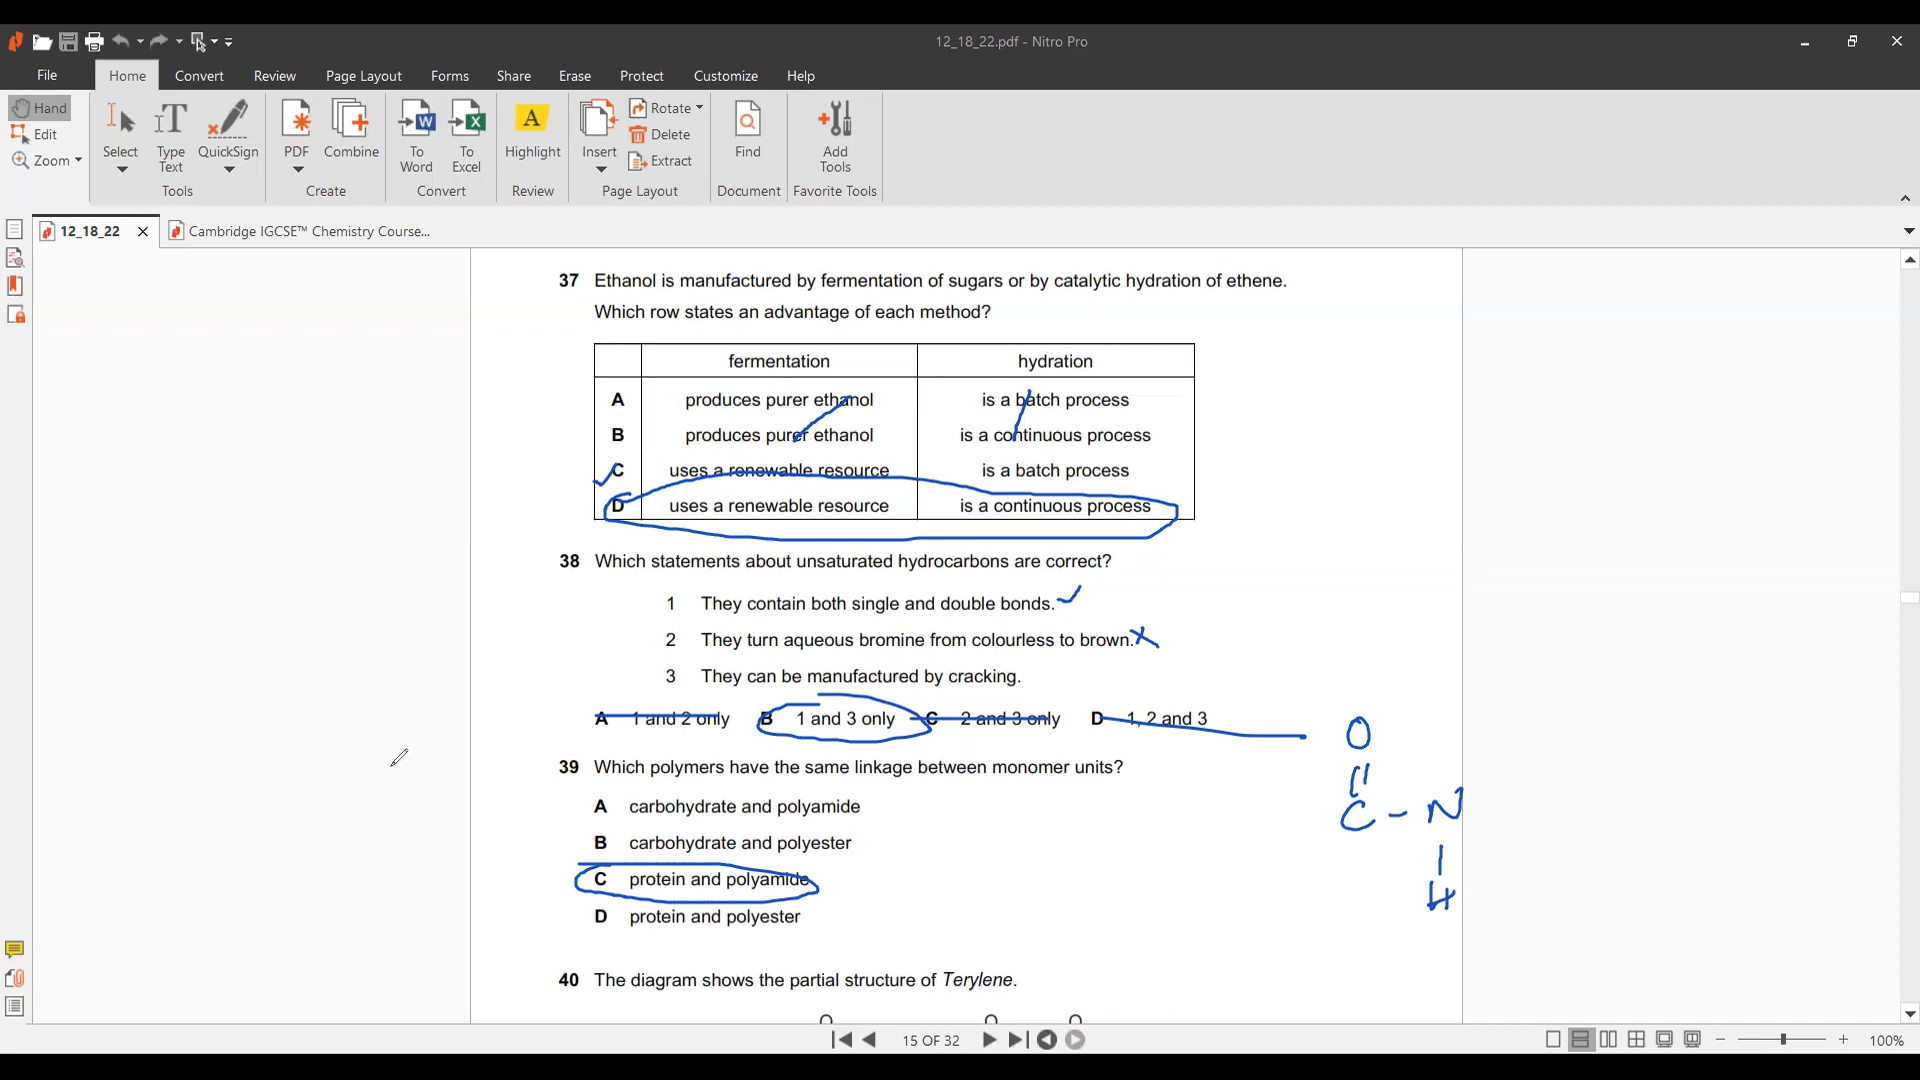 12_18_22.pdf - Nitro Pro
File Home Convert Review Page Layout Forms Share Erase Protect Customize Help
Hand
Edit
Zoom
Select
Type Text
QuickSign
Tools
PDF
Combine
Create
To Word
To Excel
Convert
Highlight
Review
Insert
Rotate
Delete
Extract
Page Layout
Find
Document
Add Tools
Favorite Tools
12_18_22
Cambridge IGCSE™ Chemistry Course...
37 Ethanol is manufactured by fermentation of sugars or by catalytic hydration of ethene.
Which row states an advantage of each method?
fermentation hydration
A produces purer ethanol is a batch process
B produces purer ethanol is a continuous process
C uses a renewable resource is a batch process
D uses a renewable resource is a continuous process
38 Which statements about unsaturated hydrocarbons are correct?
1 They contain both single and double bonds.
2 They turn aqueous bromine from colourless to brown.
3 They can be manufactured by cracking.
A 1 and 2 only B 1 and 3 only C 2 and 3 only D 1, 2 and 3
O
C - N
H
39 Which polymers have the same linkage between monomer units?
A carbohydrate and polyamide
B carbohydrate and polyester
C protein and polyamide
D protein and polyester
40 The diagram shows the partial structure of Terylene.
O O O
15 OF 32
100%